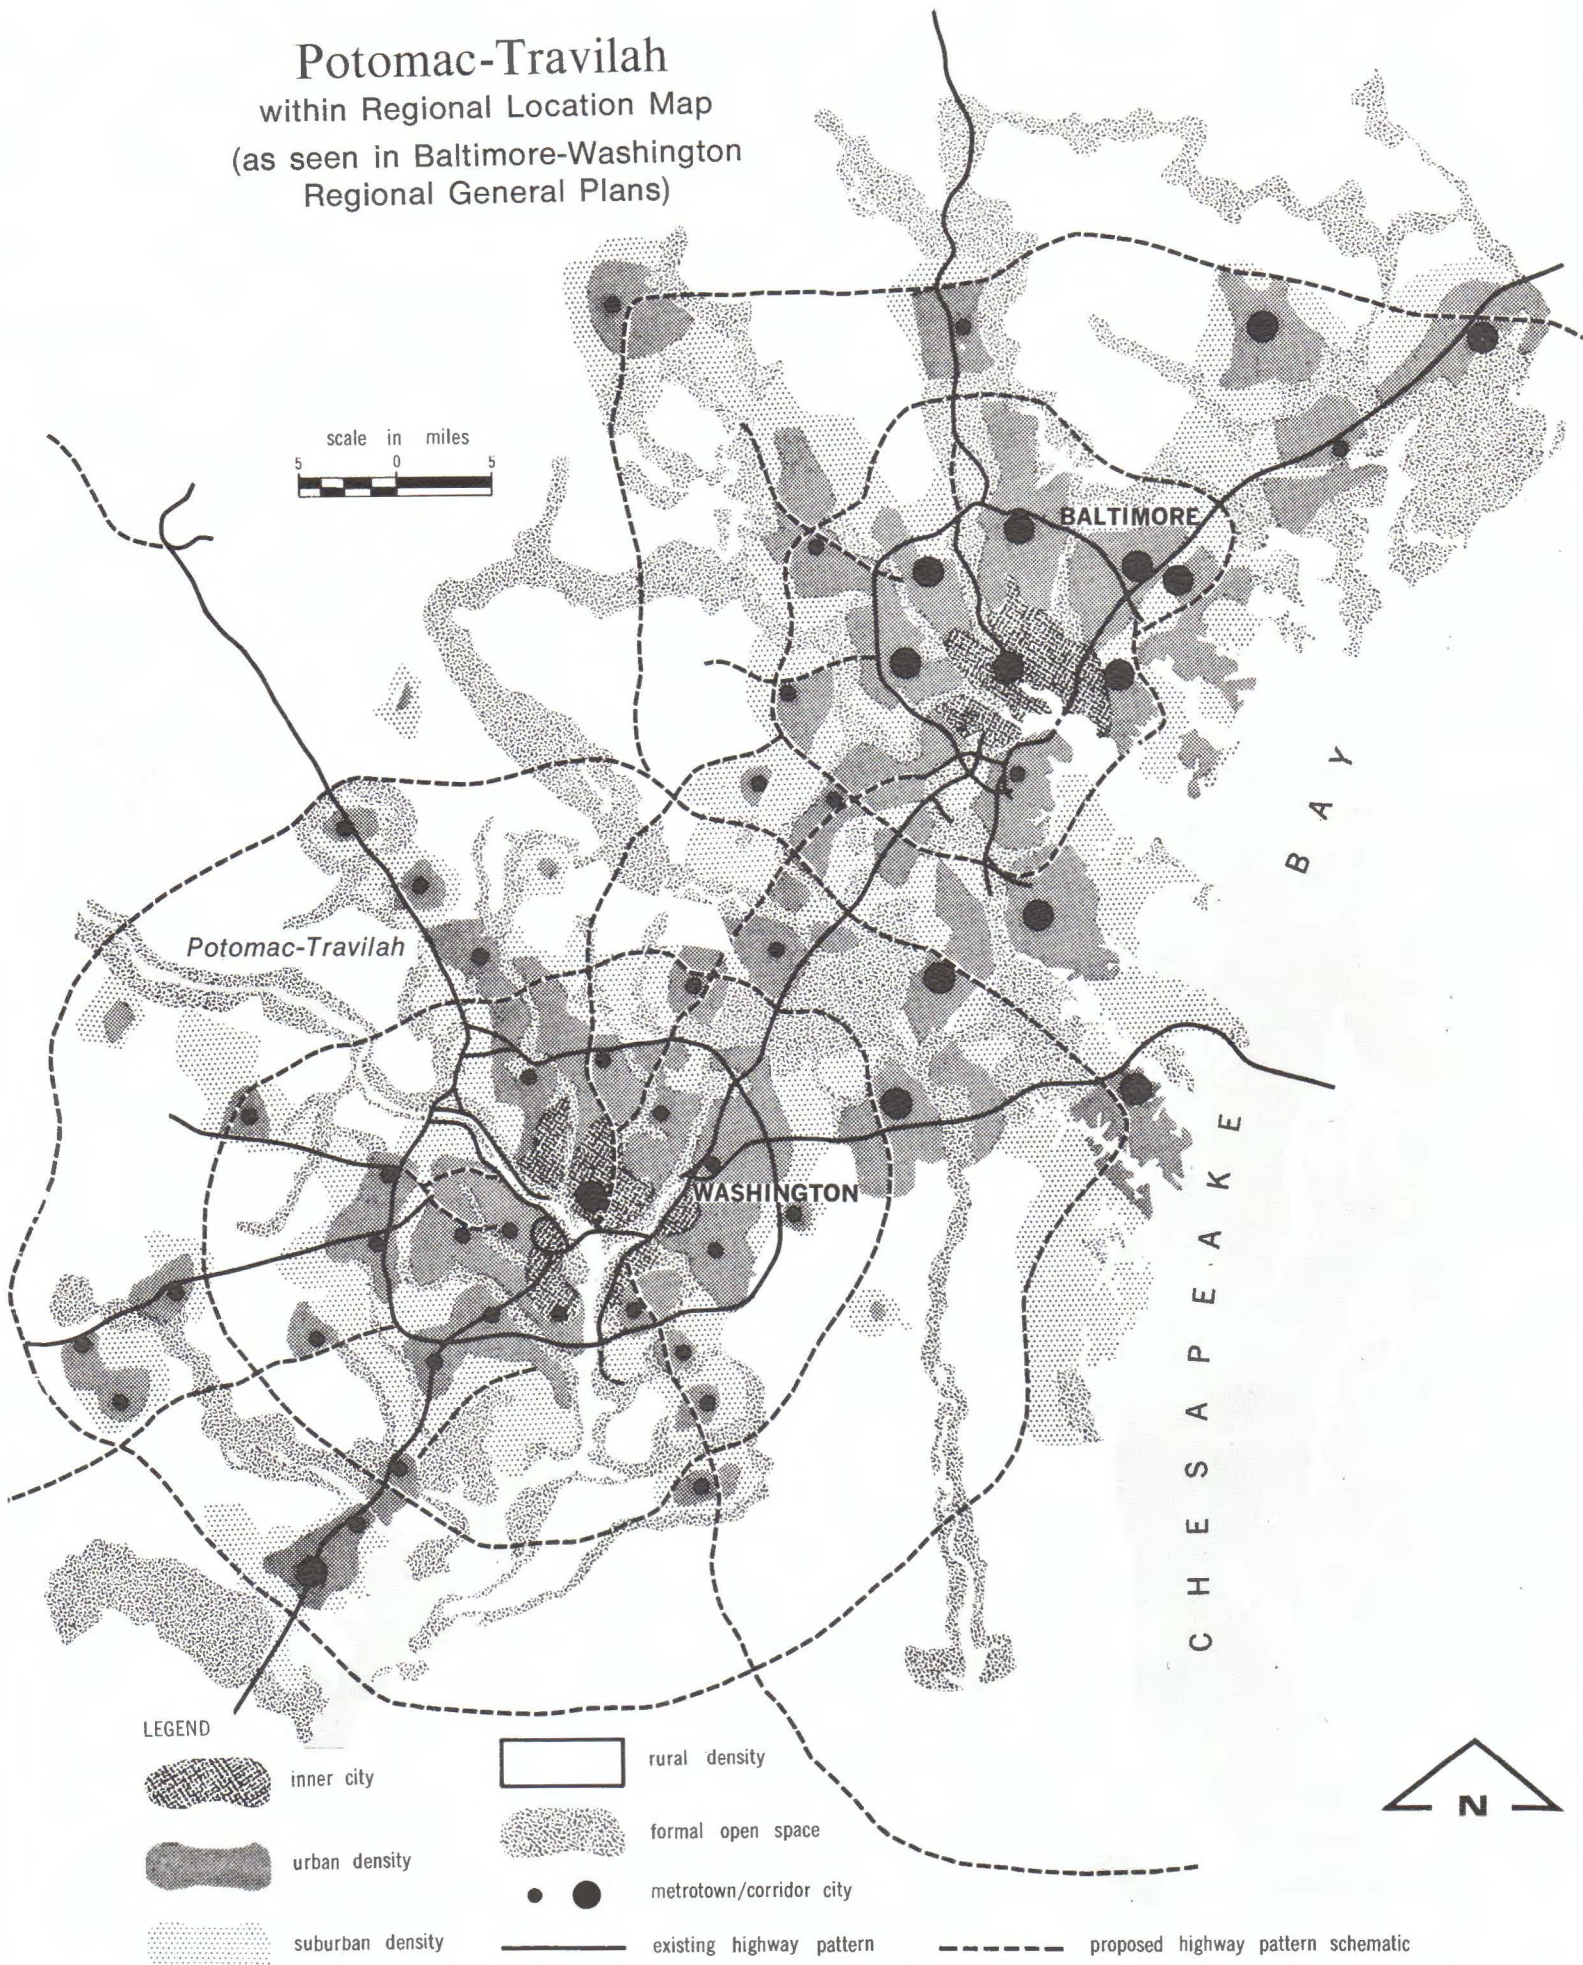 Potomac-Travilah
within Regional Location Map
(as seen in Baltimore-Washington
Regional General Plans)
scale in miles
5 0 5
BALTIMORE
Potomac-Travilah
WASHINGTON
CHESAPEAKE BAY
LEGEND
inner city
urban density
suburban density
rural density
formal open space
metrotown/corridor city
existing highway pattern
proposed highway pattern schematic
N